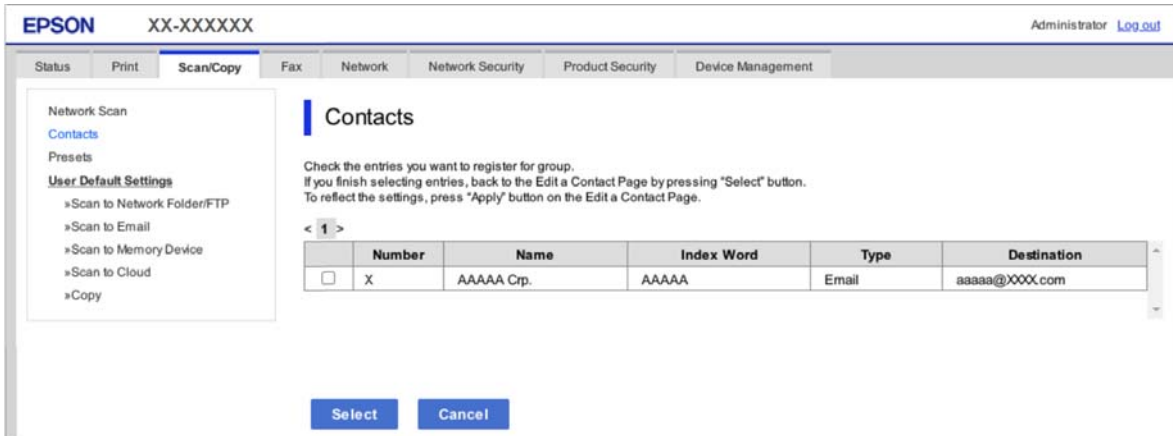 EPSON XX-XXXXXX Administrator Log out
Status Print Scan/Copy Fax Network Network Security Product Security Device Management
Network Scan
Contacts
Presets
User Default Settings
»Scan to Network Folder/FTP
»Scan to Email
»Scan to Memory Device
»Scan to Cloud
»Copy
Contacts
Check the entries you want to register for group.
If you finish selecting entries, back to the Edit a Contact Page by pressing "Select" button.
To reflect the settings, press "Apply" button on the Edit a Contact Page.
< 1 >
Number Name Index Word Type Destination
X AAAAA Crp. AAAAA Email aaaaa@XXXX.com
Select Cancel